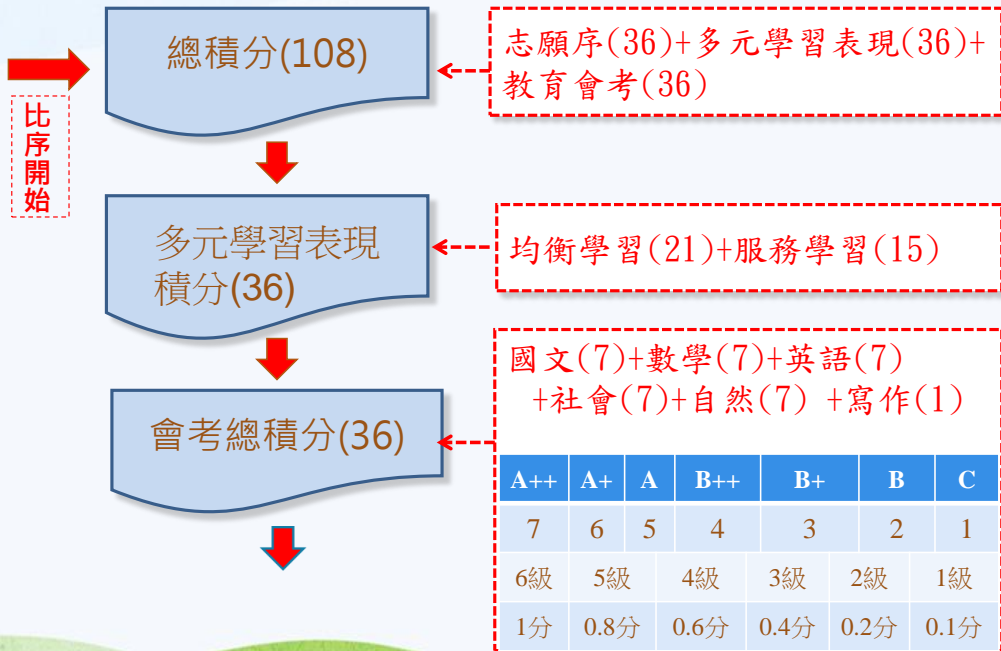 比序開始
總積分(108)
志願序(36)+多元學習表現(36)+
教育會考(36)
多元學習表現
積分(36)
均衡學習(21)+服務學習(15)
會考總積分(36)
國文(7)+數學(7)+英語(7)
+社會(7)+自然(7) +寫作(1)
A++ A+ A B++ B+ B C
7 6 5 4 3 2 1
6級 5級 4級 3級 2級 1級
1分 0.8分 0.6分 0.4分 0.2分 0.1分